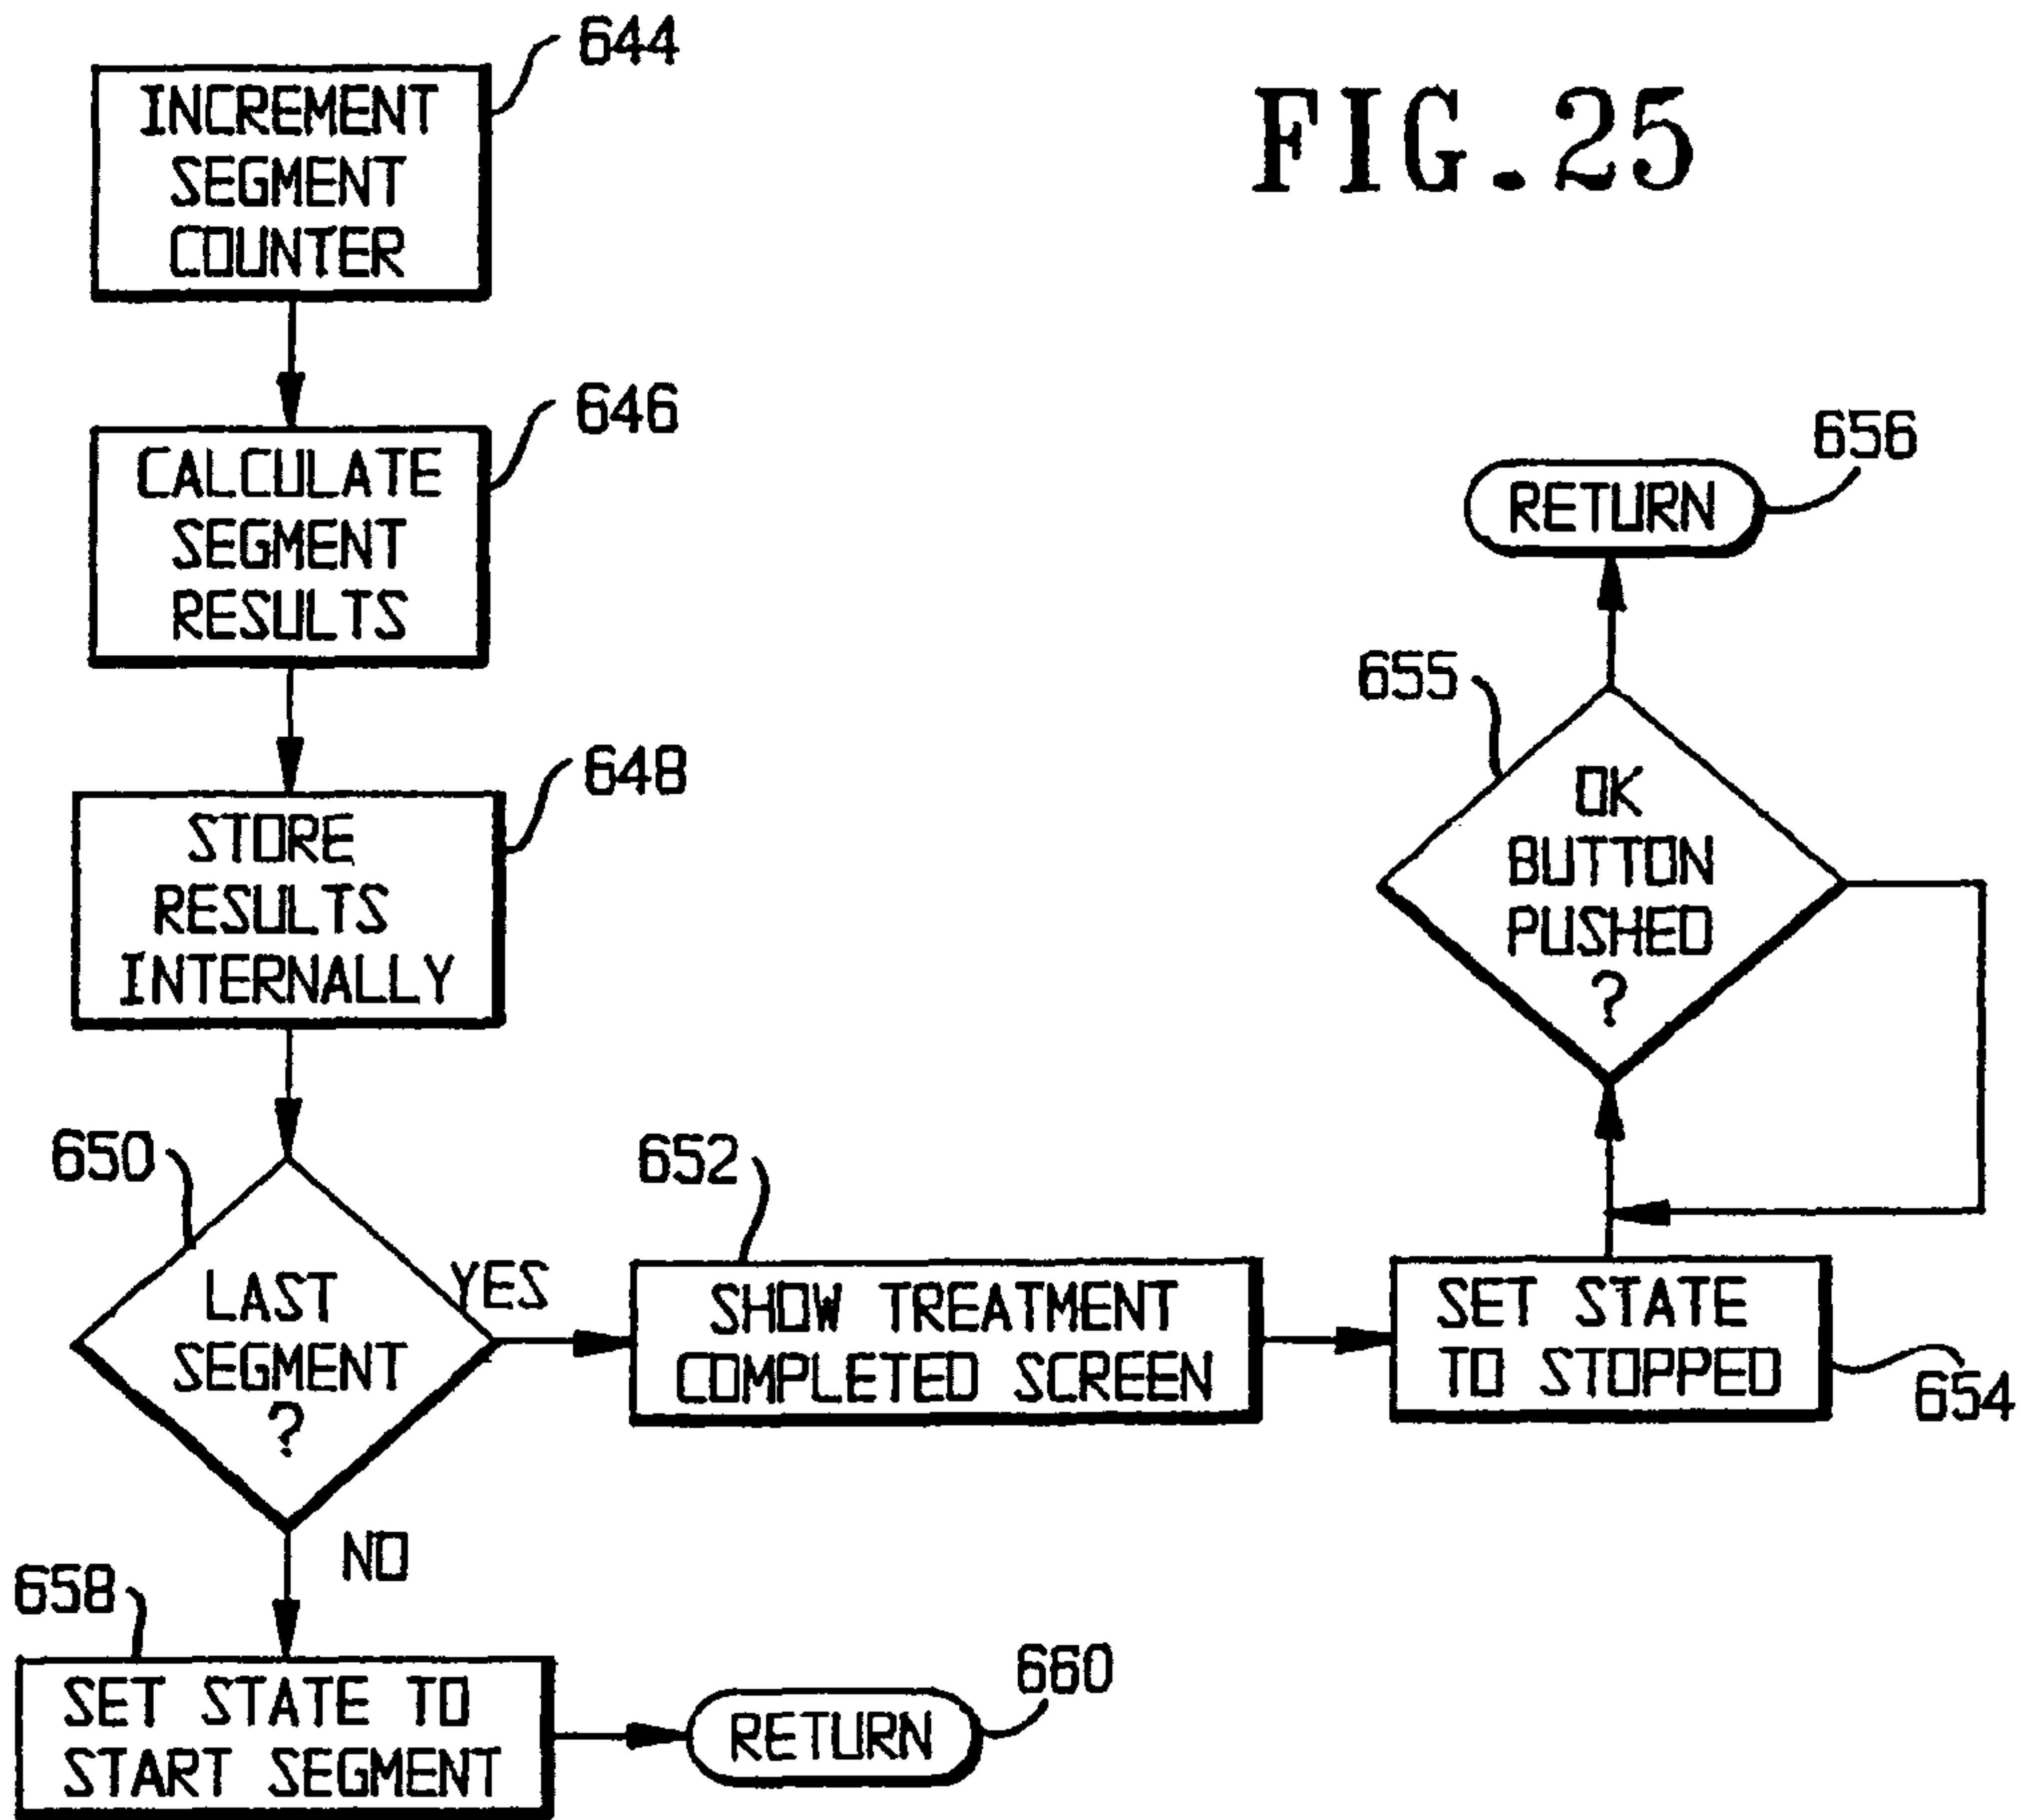 FIG.25
644
INCREMENT
SEGMENT
COUNTER
646
CALCULATE
SEGMENT
RESULTS
648
STORE
RESULTS
INTERNALLY
650
LAST
SEGMENT
?
YES
NO
652
SHOW TREATMENT
COMPLETED SCREEN
SET STATE
TO STOPPED
654
655
OK
BUTTON
PUSHED
?
656
RETURN
658
SET STATE TO
START SEGMENT
660
RETURN